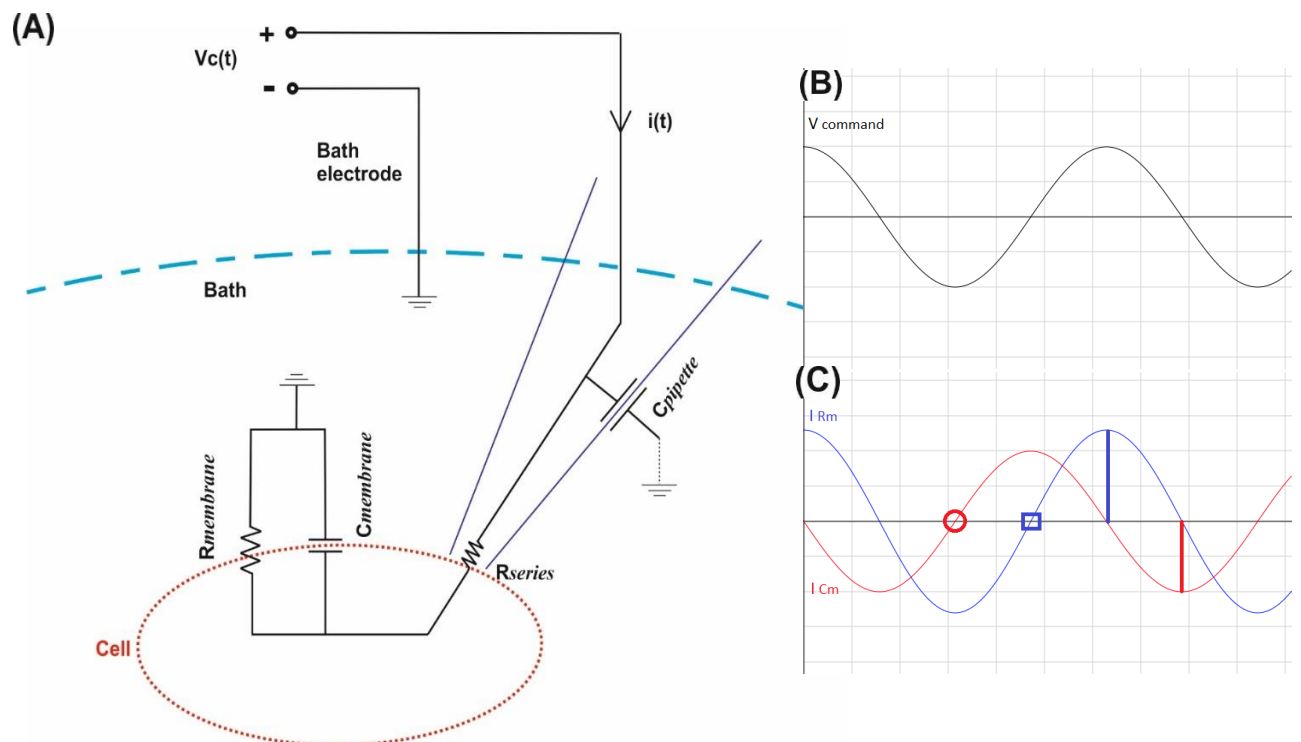 (A)
+
Vc(t)
-
i(t)
Bath
electrode
Bath
Cpipette
Rmembrane
Cmembrane
Rseries
Cell
(B)
V command
(C)
I Rm
I Cm